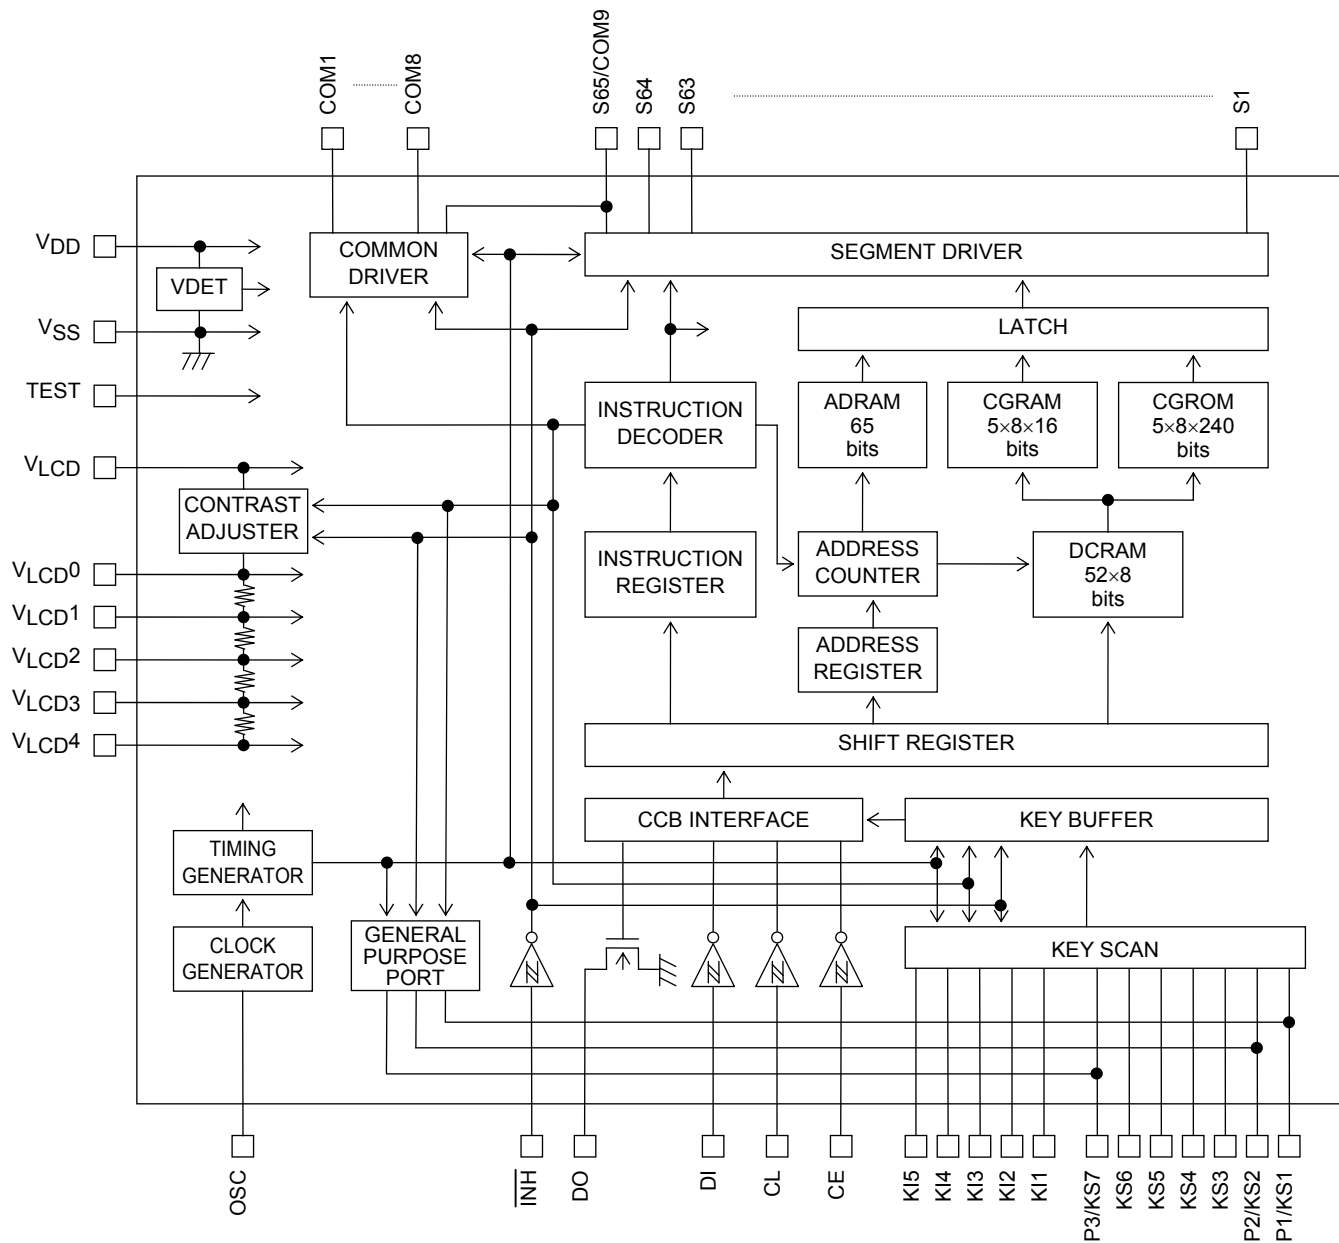 COM1
COM8
S65/COM9
S64
S63
S1
VDD
VDET
VSS
TEST
VLCD
CONTRAST
ADJUSTER
VLCD0
VLCD1
VLCD2
VLCD3
VLCD4
COMMON
DRIVER
SEGMENT DRIVER
LATCH
INSTRUCTION
DECODER
ADRAM
65
bits
CGRAM
5×8×16
bits
CGROM
5×8×240
bits
INSTRUCTION
REGISTER
ADDRESS
COUNTER
DCRAM
52×8
bits
ADDRESS
REGISTER
SHIFT REGISTER
CCB INTERFACE
KEY BUFFER
TIMING
GENERATOR
CLOCK
GENERATOR
GENERAL
PURPOSE
PORT
KEY SCAN
OSC
INH
DO
DI
CL
CE
KI5
KI4
KI3
KI2
KI1
P3/KS7
KS6
KS5
KS4
KS3
P2/KS2
P1/KS1